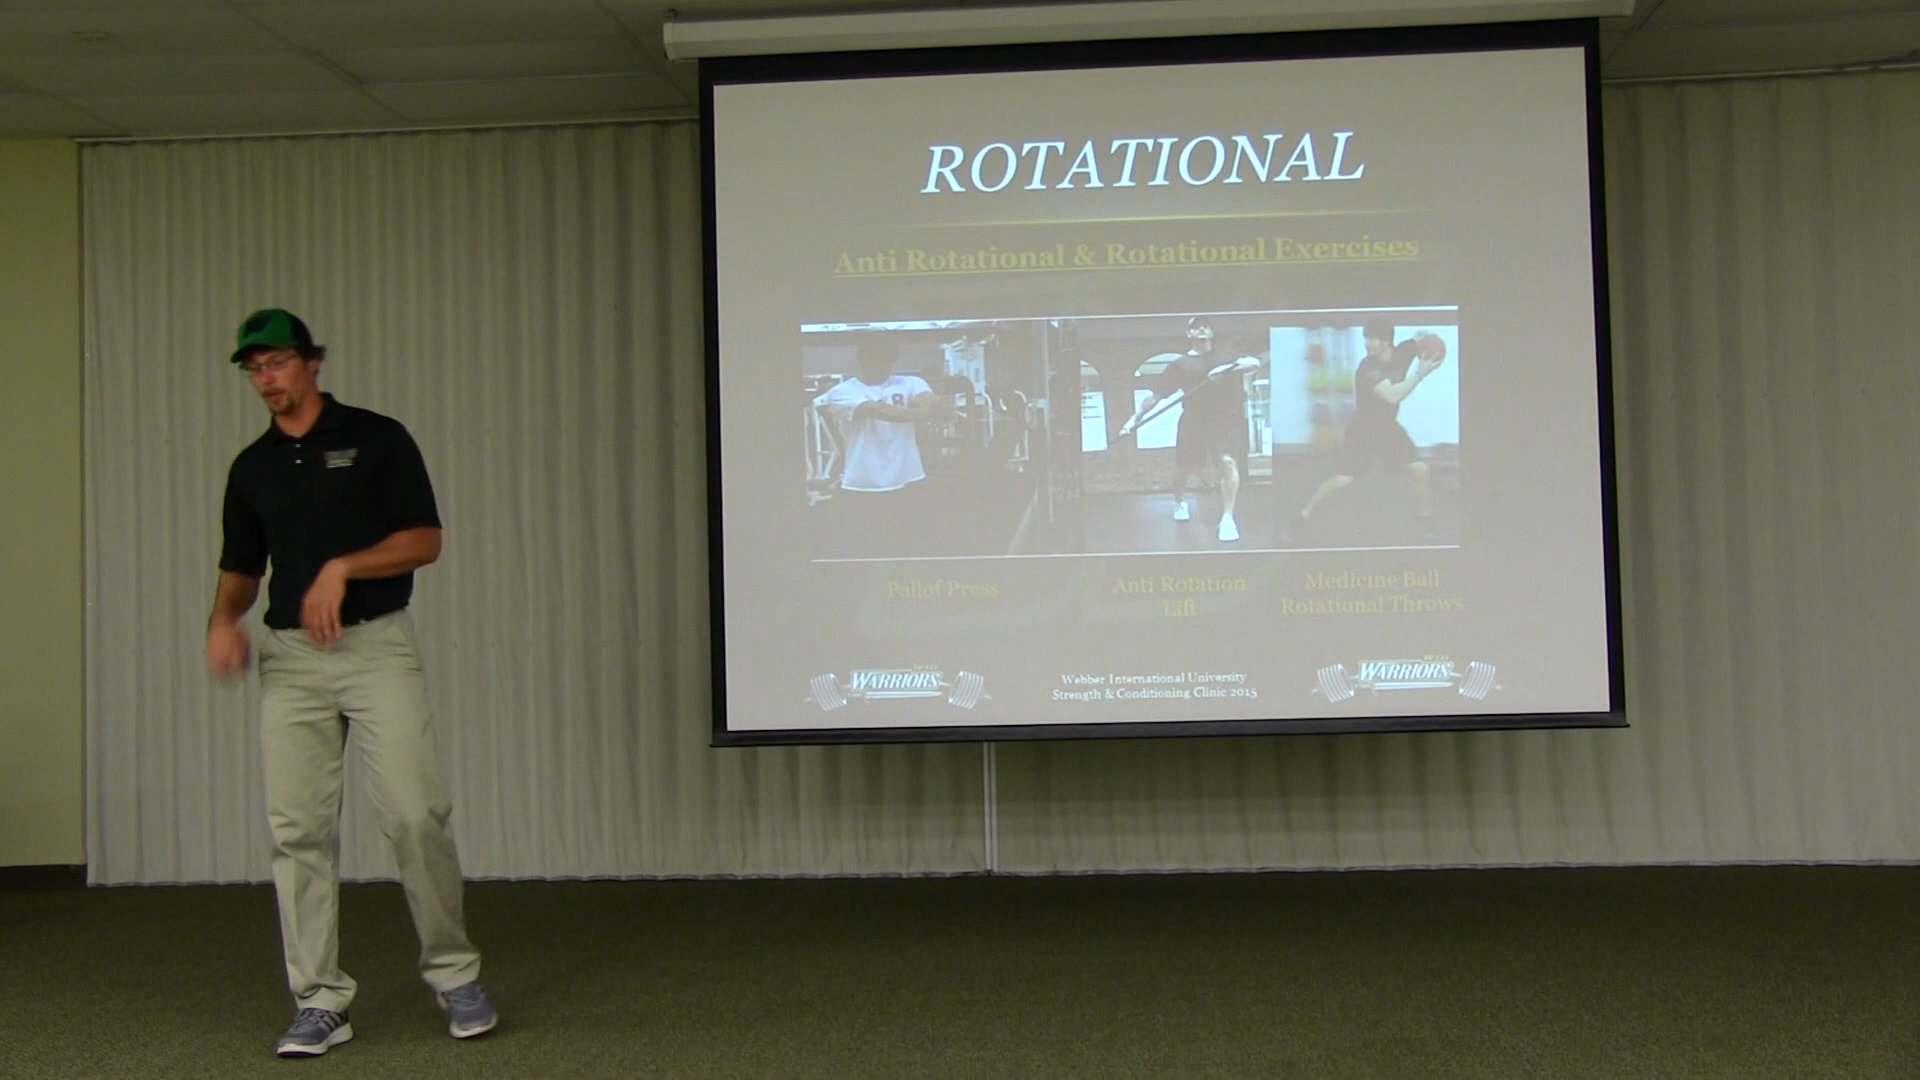 ROTATIONAL
Anti Rotational & Rotational Exercises
Pallof Press
Anti Rotation
Lift
Medicine Ball
Rotational Throws
WARRIORS
Webber International University
Strength & Conditioning Clinic 2015
WARRIORS